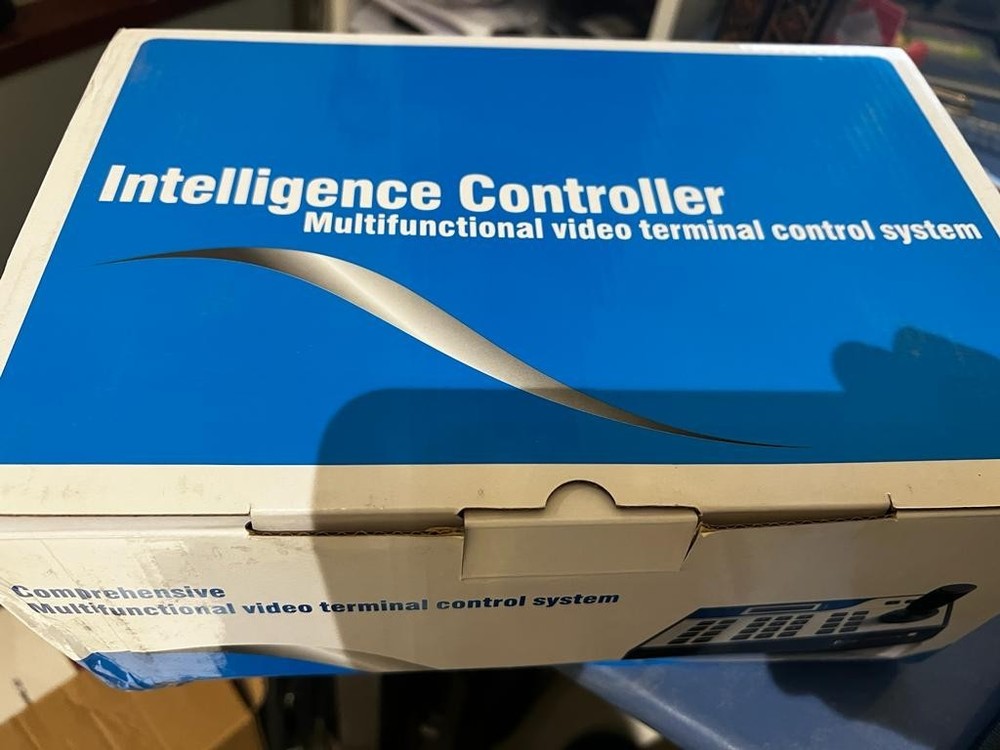 Intelligence Controller
Multifunctional video terminal control system
Comprehensive
Multifunctional video terminal control system